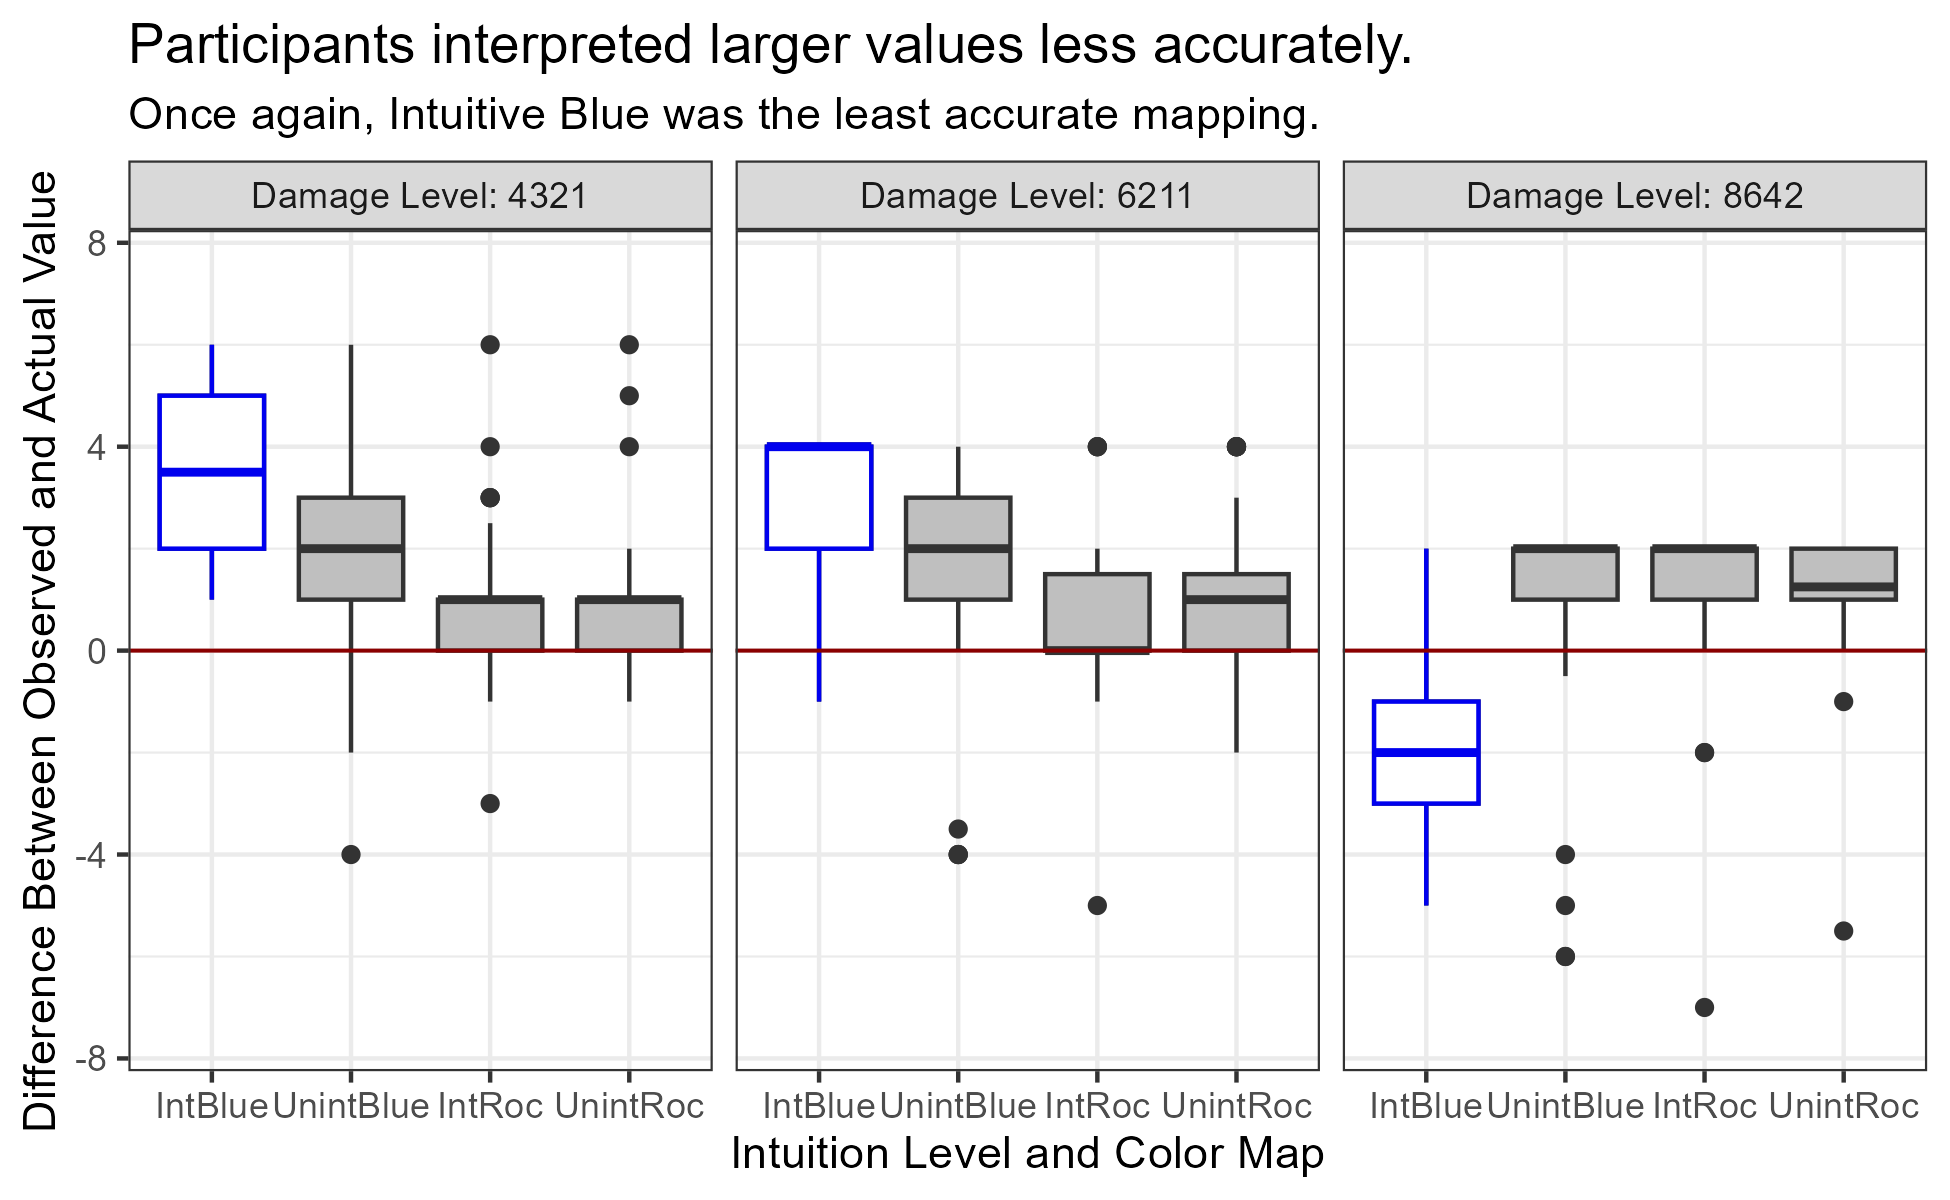 Participants interpreted larger values less accurately.
Once again, Intuitive Blue was the least accurate mapping.
Damage Level: 4321
Damage Level: 6211
Damage Level: 8642
Difference Between Observed and Actual Value
8
4
0
-4
-8
IntBlue UnintBlue IntRoc UnintRoc
IntBlue UnintBlue IntRoc UnintRoc
IntBlue UnintBlue IntRoc UnintRoc
Intuition Level and Color Map